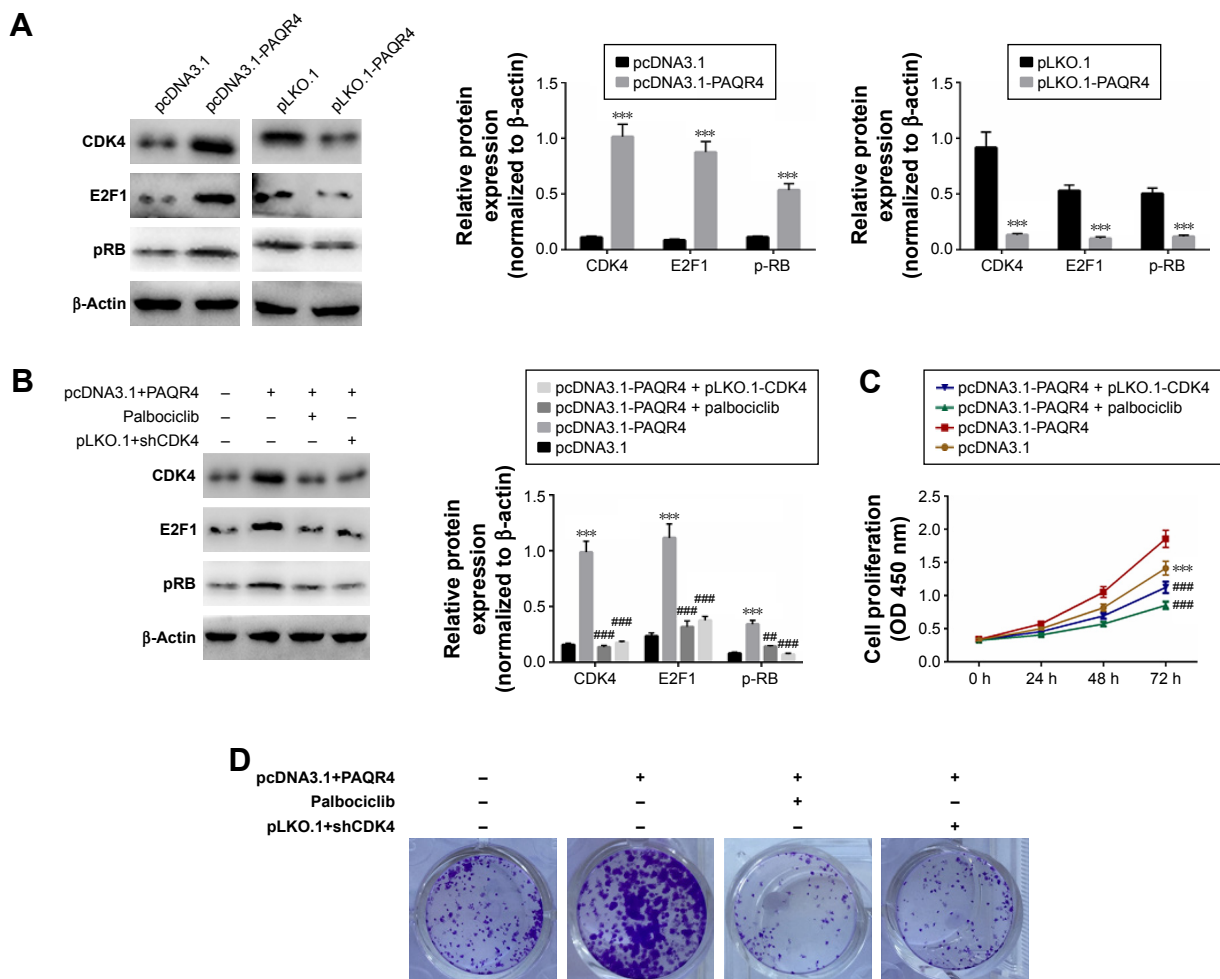 A
pcDNA3.1
pcDNA3.1-PAQR4
pLKO.1
pLKO.1-PAQR4
CDK4
E2F1
pRB
β-Actin
pcDNA3.1
pcDNA3.1-PAQR4
Relative protein
expression
(normalized to β-actin)
1.5
1.0
0.5
0.0
***
***
***
CDK4
E2F1
p-RB
pLKO.1
pLKO.1-PAQR4
Relative protein
expression
(normalized to β-actin)
1.5
1.0
0.5
0.0
***
***
***
CDK4
E2F1
p-RB
B
pcDNA3.1+PAQR4 – + + +
Palbociclib – – + –
pLKO.1+shCDK4 – – – +
CDK4
E2F1
pRB
β-Actin
pcDNA3.1-PAQR4 + pLKO.1-CDK4
pcDNA3.1-PAQR4 + palbociclib
pcDNA3.1-PAQR4
pcDNA3.1
Relative protein
expression
(normalized to β-actin)
1.5
1.0
0.5
0.0
***
###
###
***
###
###
***
##
###
CDK4
E2F1
p-RB
C
pcDNA3.1-PAQR4 + pLKO.1-CDK4
pcDNA3.1-PAQR4 + palbociclib
pcDNA3.1-PAQR4
pcDNA3.1
Cell proliferation
(OD 450 nm)
2.5
2.0
1.5
1.0
0.5
0.0
***
###
###
0 h
24 h
48 h
72 h
D
pcDNA3.1+PAQR4 – + + +
Palbociclib – – + –
pLKO.1+shCDK4 – – – +